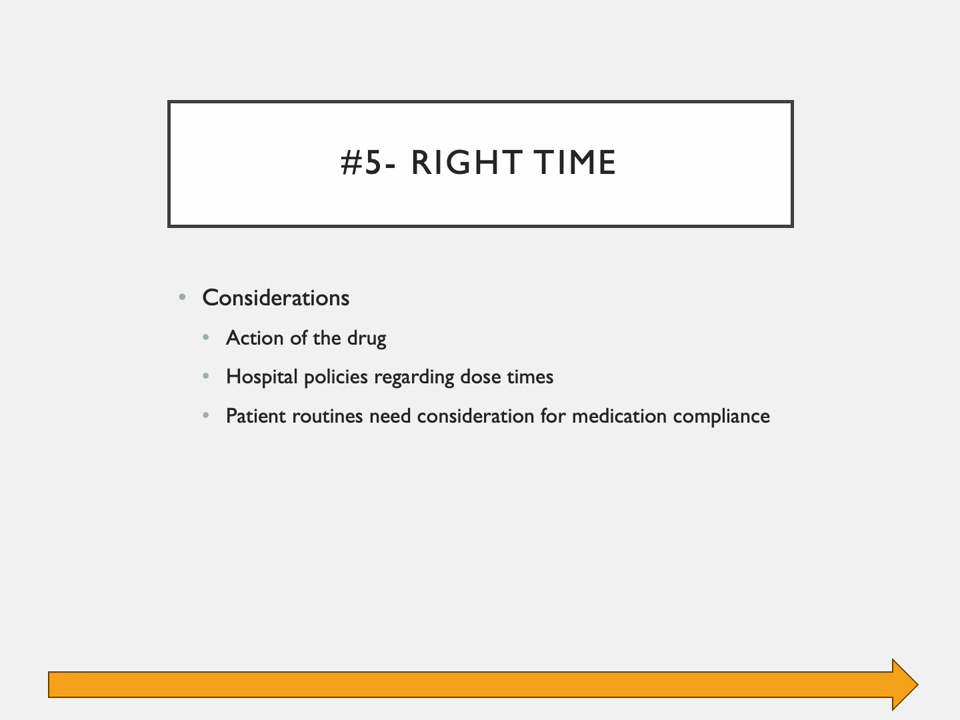 #5- RIGHT TIME
• Considerations
• Action of the drug
• Hospital policies regarding dose times
• Patient routines need consideration for medication compliance